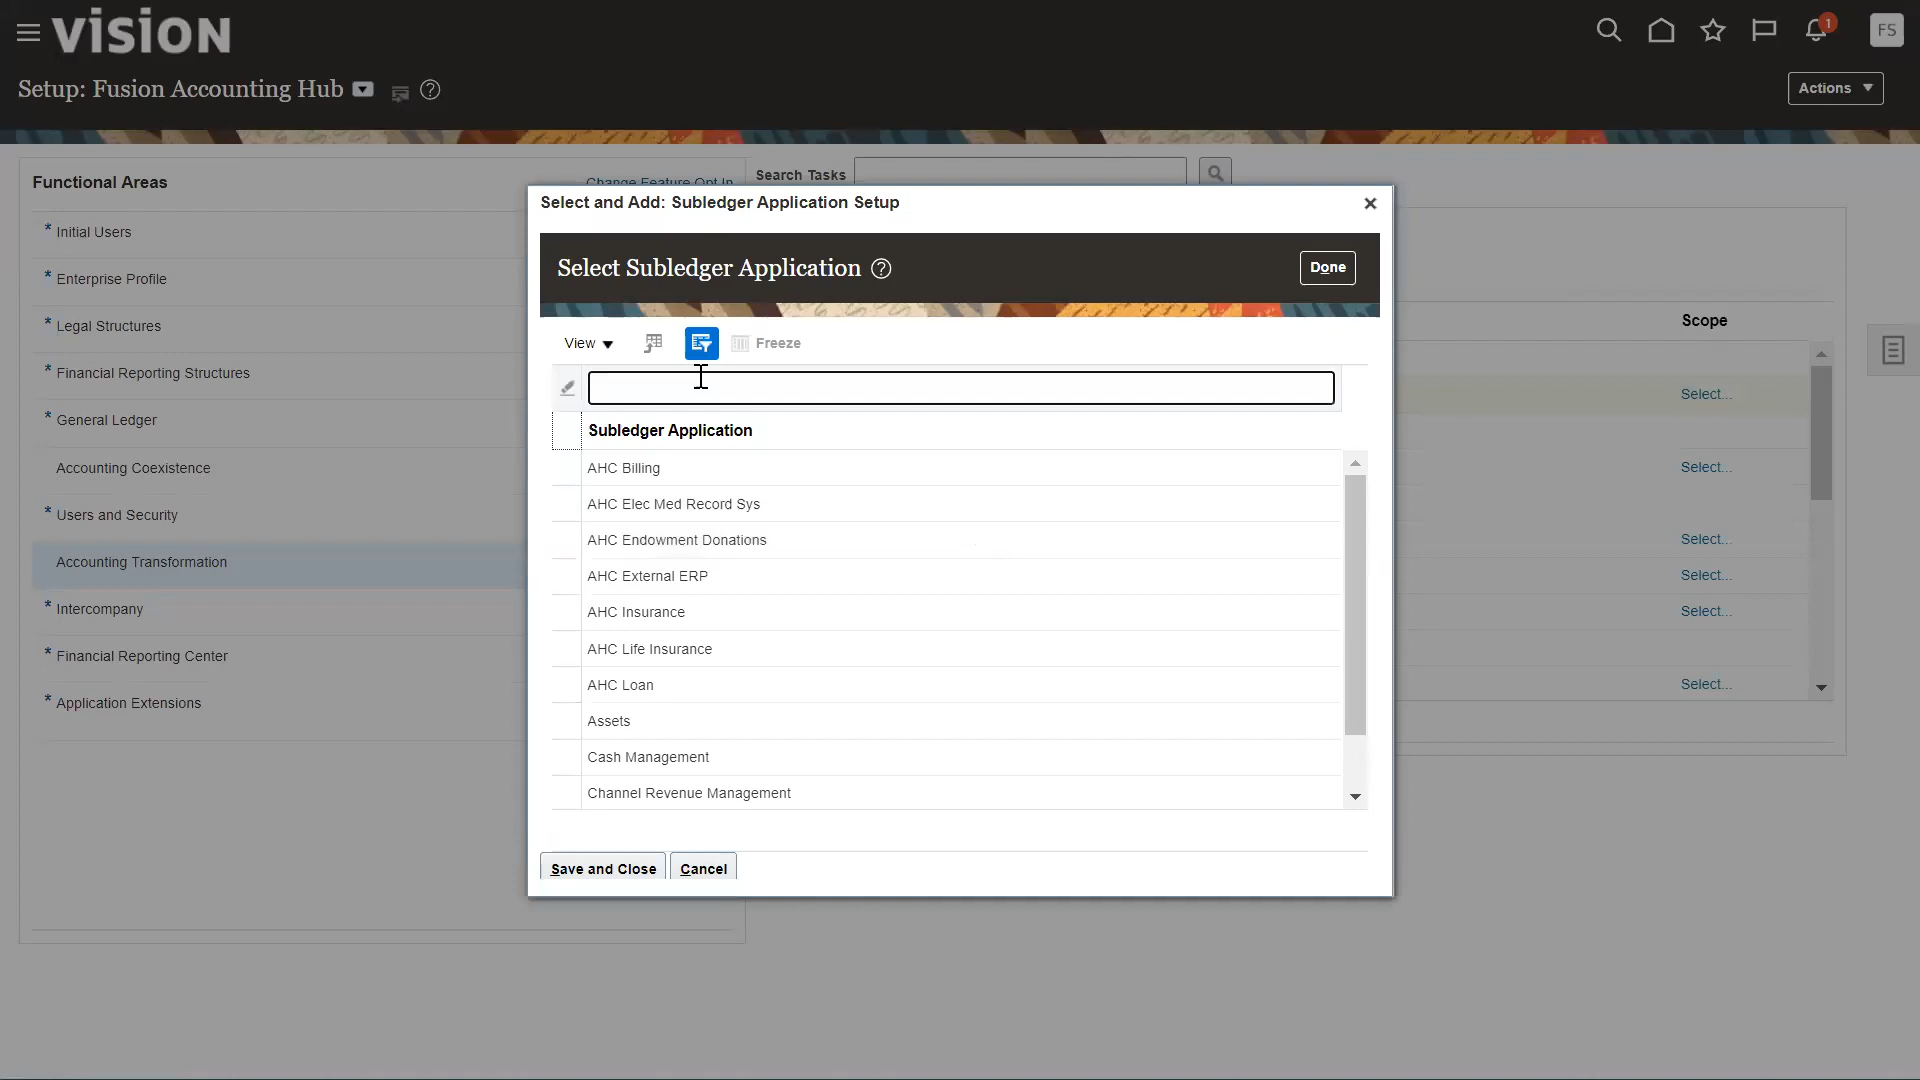 vision
1
FS
Setup: Fusion Accounting Hub
Actions
Functional Areas
Change Feature Opt In
Search Tasks
* Initial Users
* Enterprise Profile
* Legal Structures
* Financial Reporting Structures
* General Ledger
Accounting Coexistence
* Users and Security
Accounting Transformation
* Intercompany
* Financial Reporting Center
* Application Extensions
Select and Add: Subledger Application Setup
Select Subledger Application
Done
View
Freeze
Subledger Application
AHC Billing
AHC Elec Med Record Sys
AHC Endowment Donations
AHC External ERP
AHC Insurance
AHC Life Insurance
AHC Loan
Assets
Cash Management
Channel Revenue Management
Save and Close
Cancel
Scope
Select...
Select...
Select...
Select...
Select...
Select...